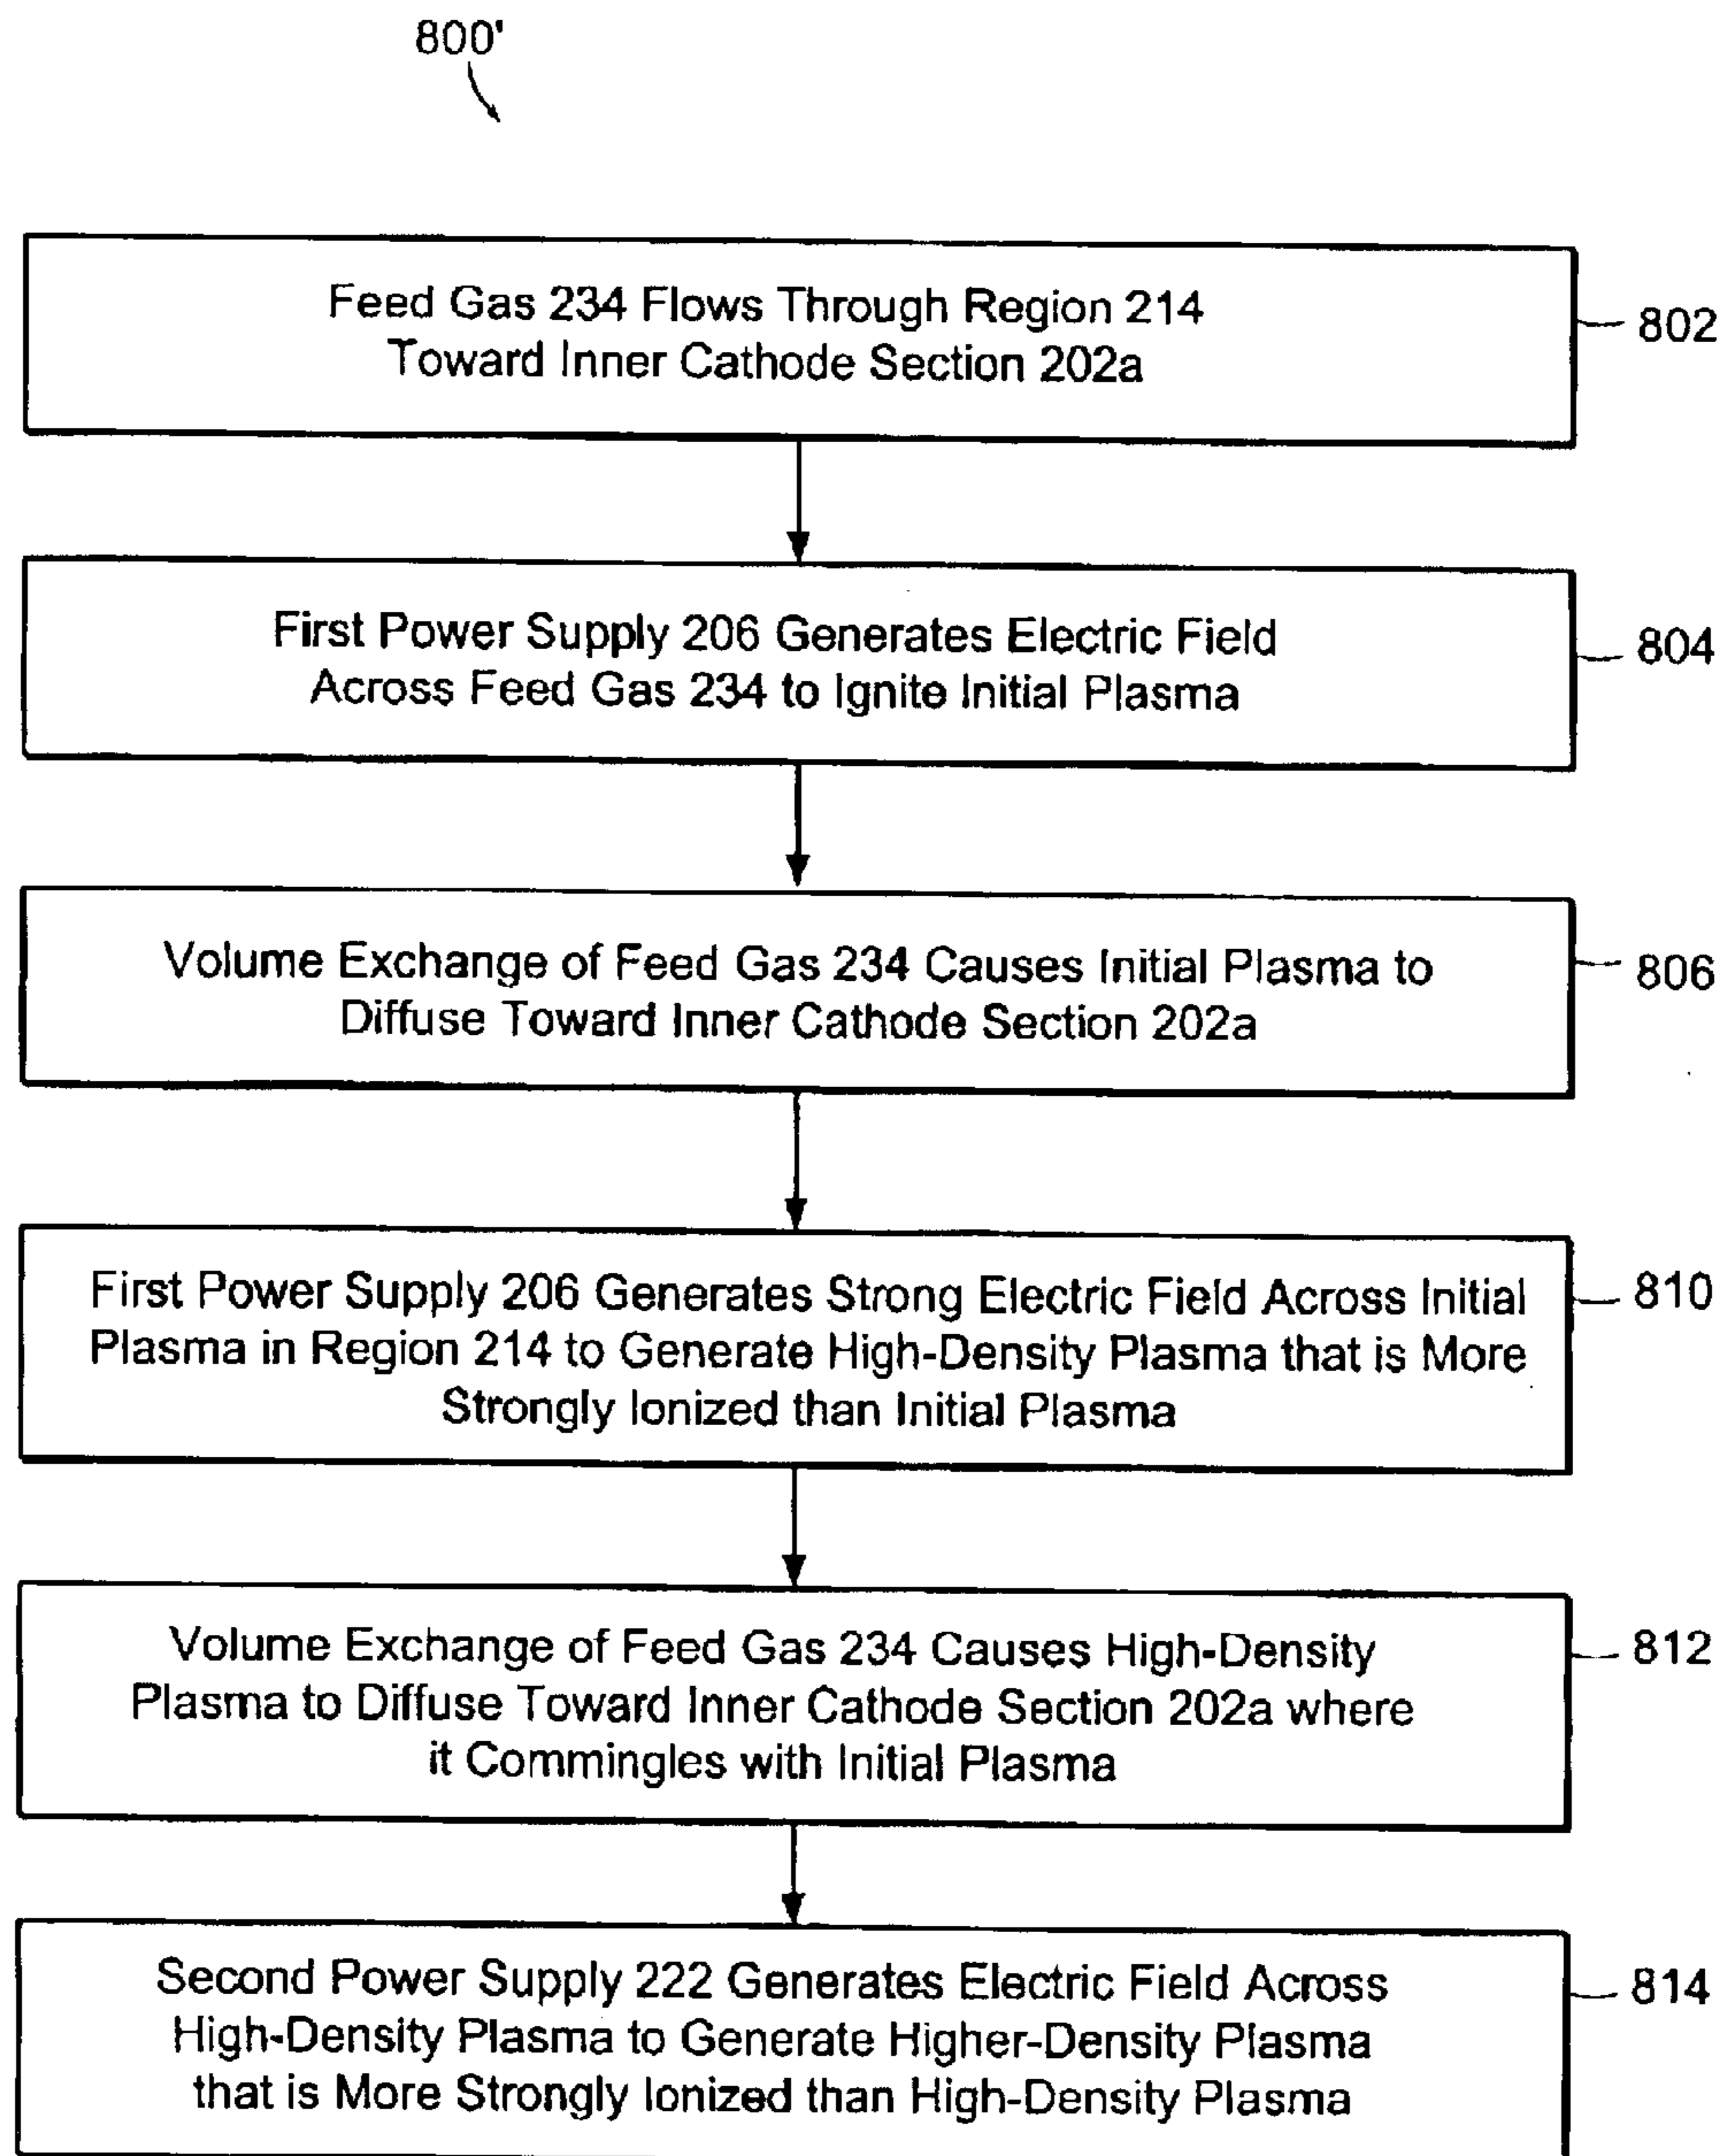 800'
Feed Gas 234 Flows Through Region 214
Toward Inner Cathode Section 202a
802
First Power Supply 206 Generates Electric Field
Across Feed Gas 234 to Ignite Initial Plasma
804
Volume Exchange of Feed Gas 234 Causes Initial Plasma to
Diffuse Toward Inner Cathode Section 202a
806
First Power Supply 206 Generates Strong Electric Field Across Initial
Plasma in Region 214 to Generate High-Density Plasma that is More
Strongly Ionized than Initial Plasma
810
Volume Exchange of Feed Gas 234 Causes High-Density
Plasma to Diffuse Toward Inner Cathode Section 202a where
it Commingles with Initial Plasma
812
Second Power Supply 222 Generates Electric Field Across
High-Density Plasma to Generate Higher-Density Plasma
that is More Strongly Ionized than High-Density Plasma
814